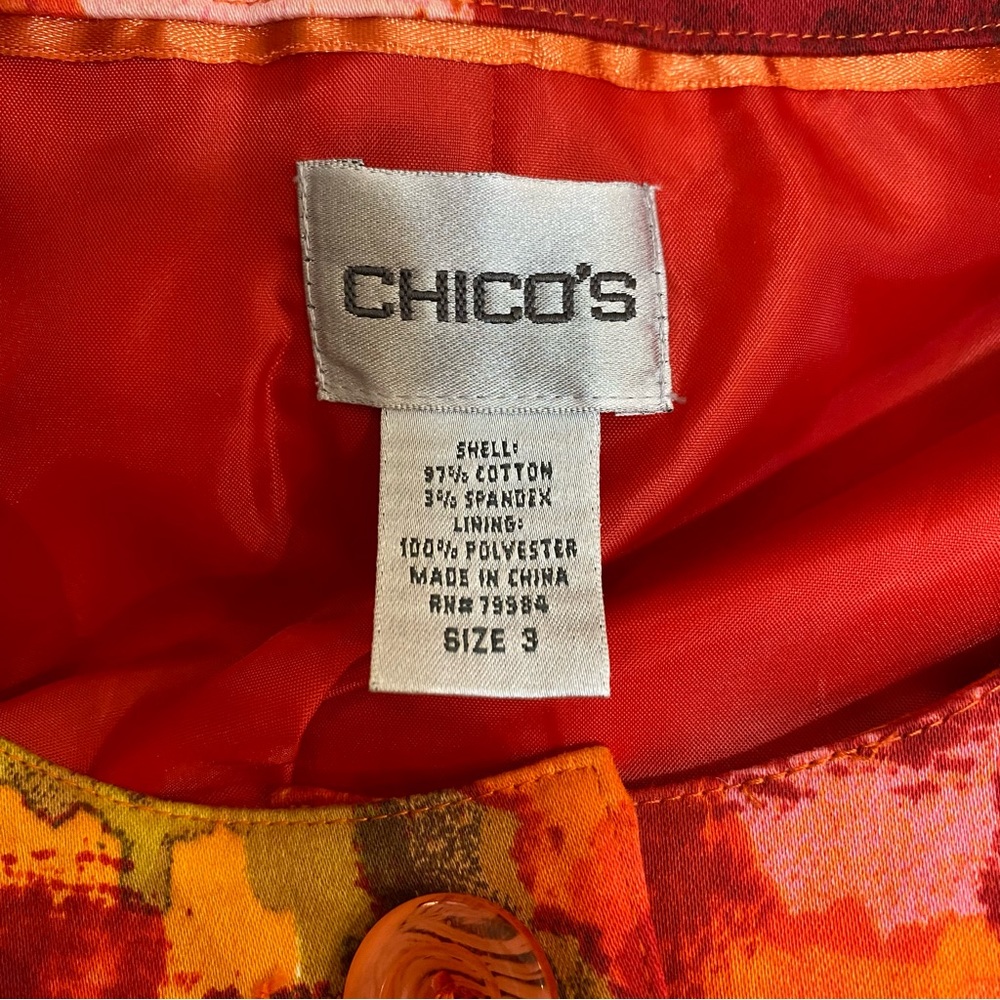 CHICO'S
SHELL:
97% COTTON
3% SPANDEX
LINING:
100% POLYESTER
MADE IN CHINA
RN# 79984
SIZE 3